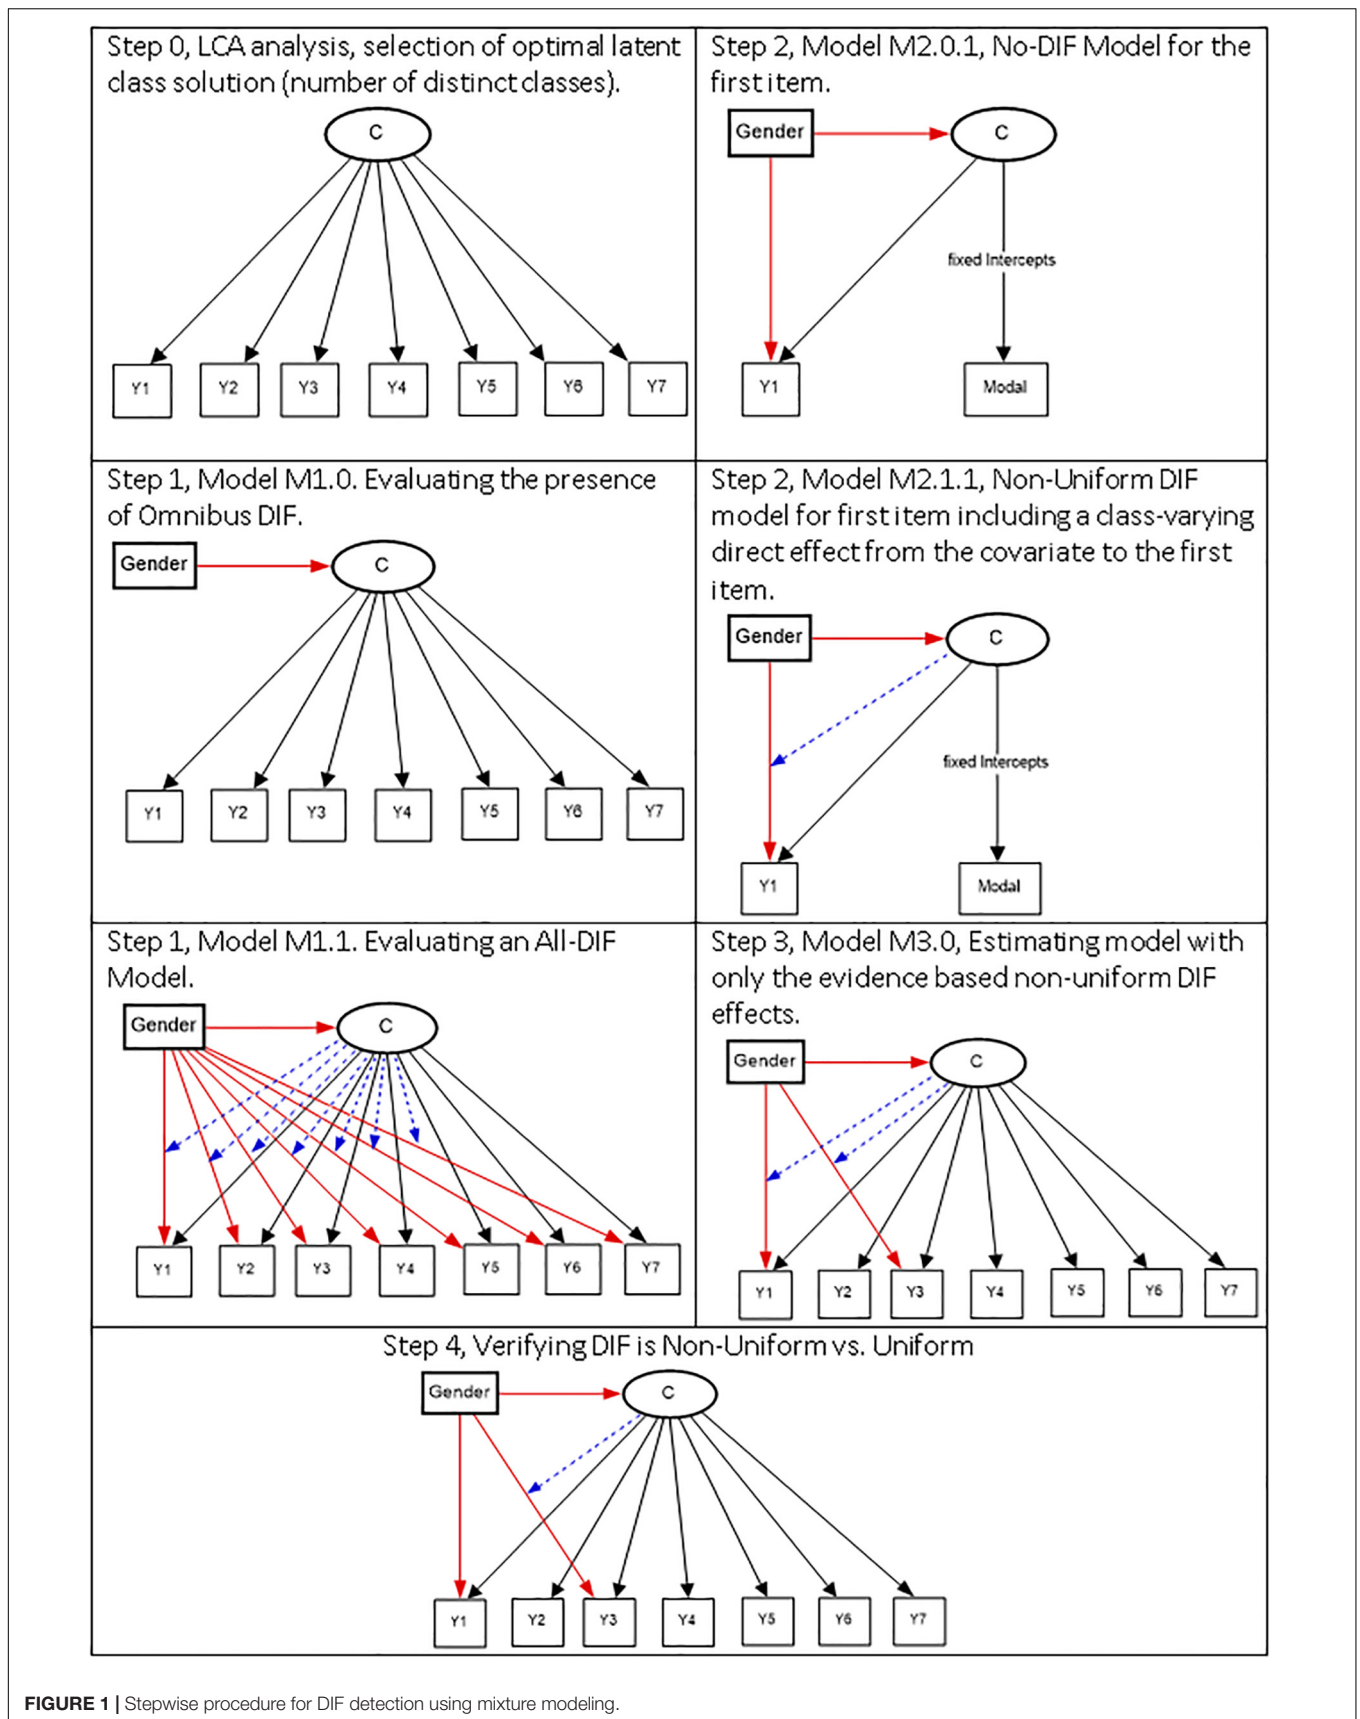 Step 0, LCA analysis, selection of optimal latent
class solution (number of distinct classes).
C
Y1 Y2 Y3 Y4 Y5 Y6 Y7
Step 2, Model M2.0.1, No-DIF Model for the
first item.
Gender C
fixed Intercepts
Y1 Modal
Step 1, Model M1.0. Evaluating the presence
of Omnibus DIF.
Gender C
Y1 Y2 Y3 Y4 Y5 Y6 Y7
Step 2, Model M2.1.1, Non-Uniform DIF
model for first item including a class-varying
direct effect from the covariate to the first
item.
Gender C
fixed Intercepts
Y1 Modal
Step 1, Model M1.1. Evaluating an All-DIF
Model.
Gender C
Y1 Y2 Y3 Y4 Y5 Y6 Y7
Step 3, Model M3.0, Estimating model with
only the evidence based non-uniform DIF
effects.
Gender C
Y1 Y2 Y3 Y4 Y5 Y6 Y7
Step 4, Verifying DIF is Non-Uniform vs. Uniform
Gender C
Y1 Y2 Y3 Y4 Y5 Y6 Y7
FIGURE 1 | Stepwise procedure for DIF detection using mixture modeling.